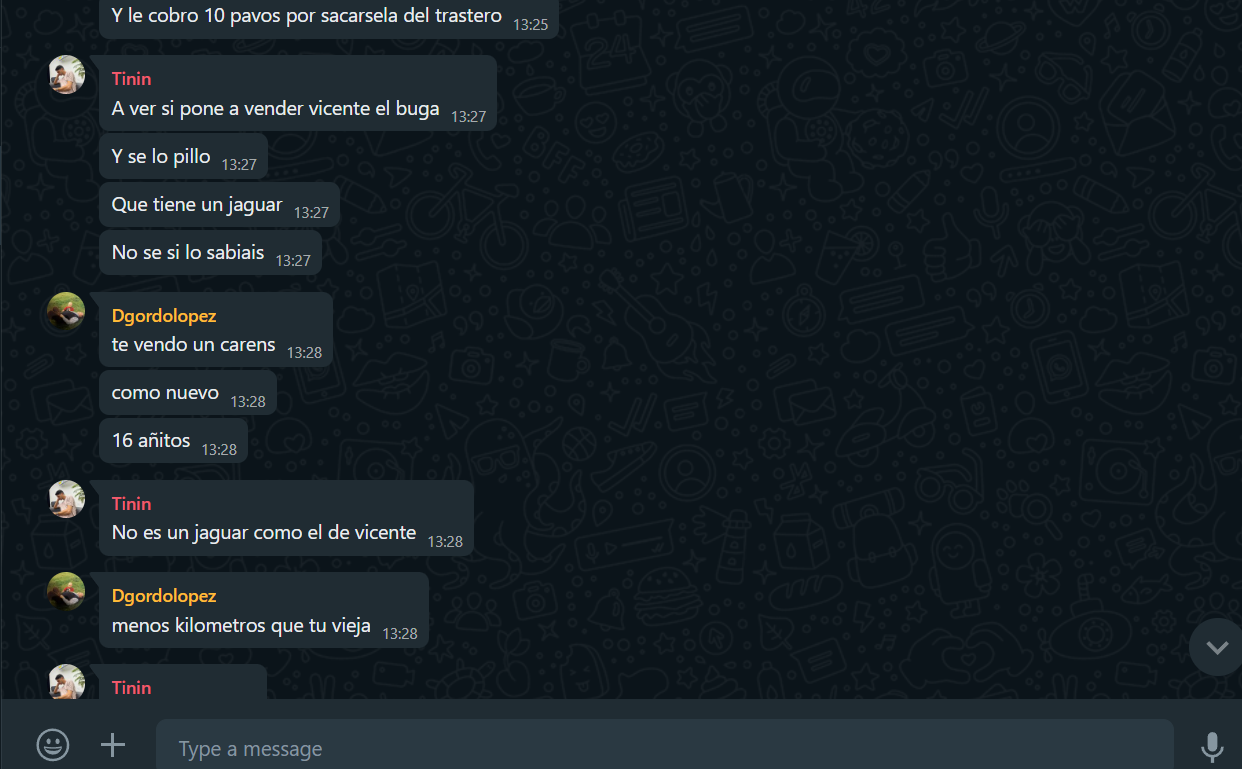 Y le cobro 10 pavos por sacarsela del trastero 13:25
Tinin
A ver si pone a vender vicente el buga 13:27
Y se lo pillo 13:27
Que tiene un jaguar 13:27
No se si lo sabiais 13:27
Dgordolopez
te vendo un carens 13:28
como nuevo 13:28
16 añitos 13:28
Tinin
No es un jaguar como el de vicente 13:28
Dgordolopez
menos kilometros que tu vieja 13:28
Tinin
Type a message